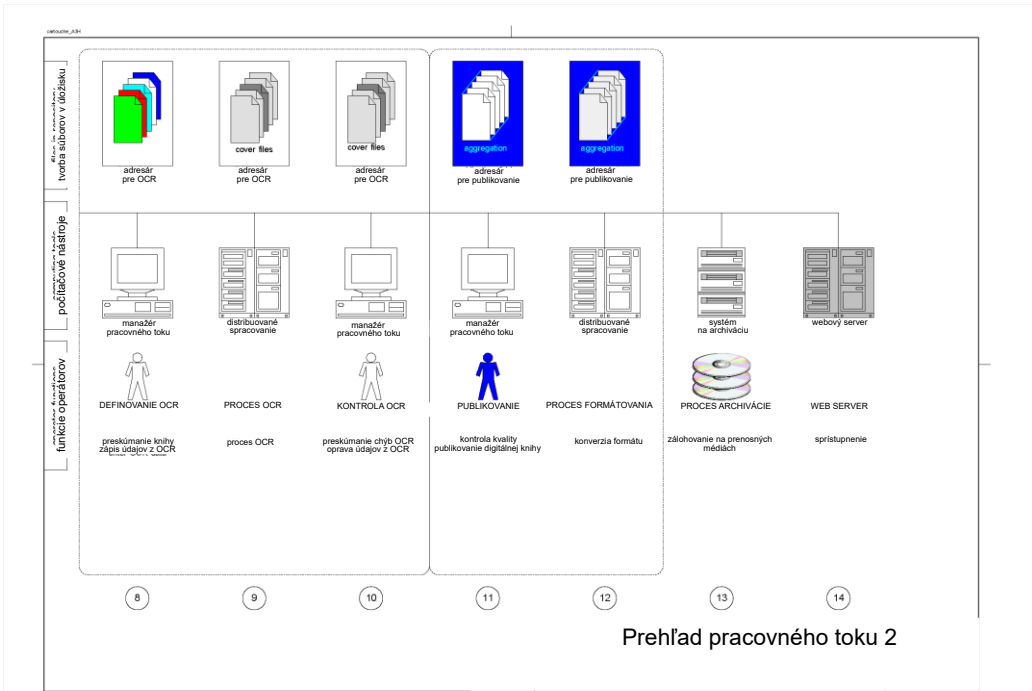 cartouche_A3H
tvorba súborov v úložisku
cover files
cover files
aggregation
aggregation
adresár
pre OCR
adresár
pre OCR
adresár
pre OCR
adresár
pre publikovanie
adresár
pre publikovanie
počítačové nástroje
manažér
pracovného toku
distribuované
spracovanie
manažér
pracovného toku
manažér
pracovného toku
distribuované
spracovanie
systém
na archiváciu
webový server
funkcie operátorov
DEFINOVANIE OCR
PROCES OCR
KONTROLA OCR
PUBLIKOVANIE
PROCES FORMÁTOVANIA
PROCES ARCHIVÁCIE
WEB SERVER
preskúmanie knihy
zápis údajov z OCR
proces OCR
preskúmanie chýb OCR
oprava údajov z OCR
kontrola kvality
publikovanie digitálnej knihy
konverzia formátu
zálohovanie na prenosných
médiách
sprístupnenie
8
9
10
11
12
13
14
Prehľad pracovného toku 2